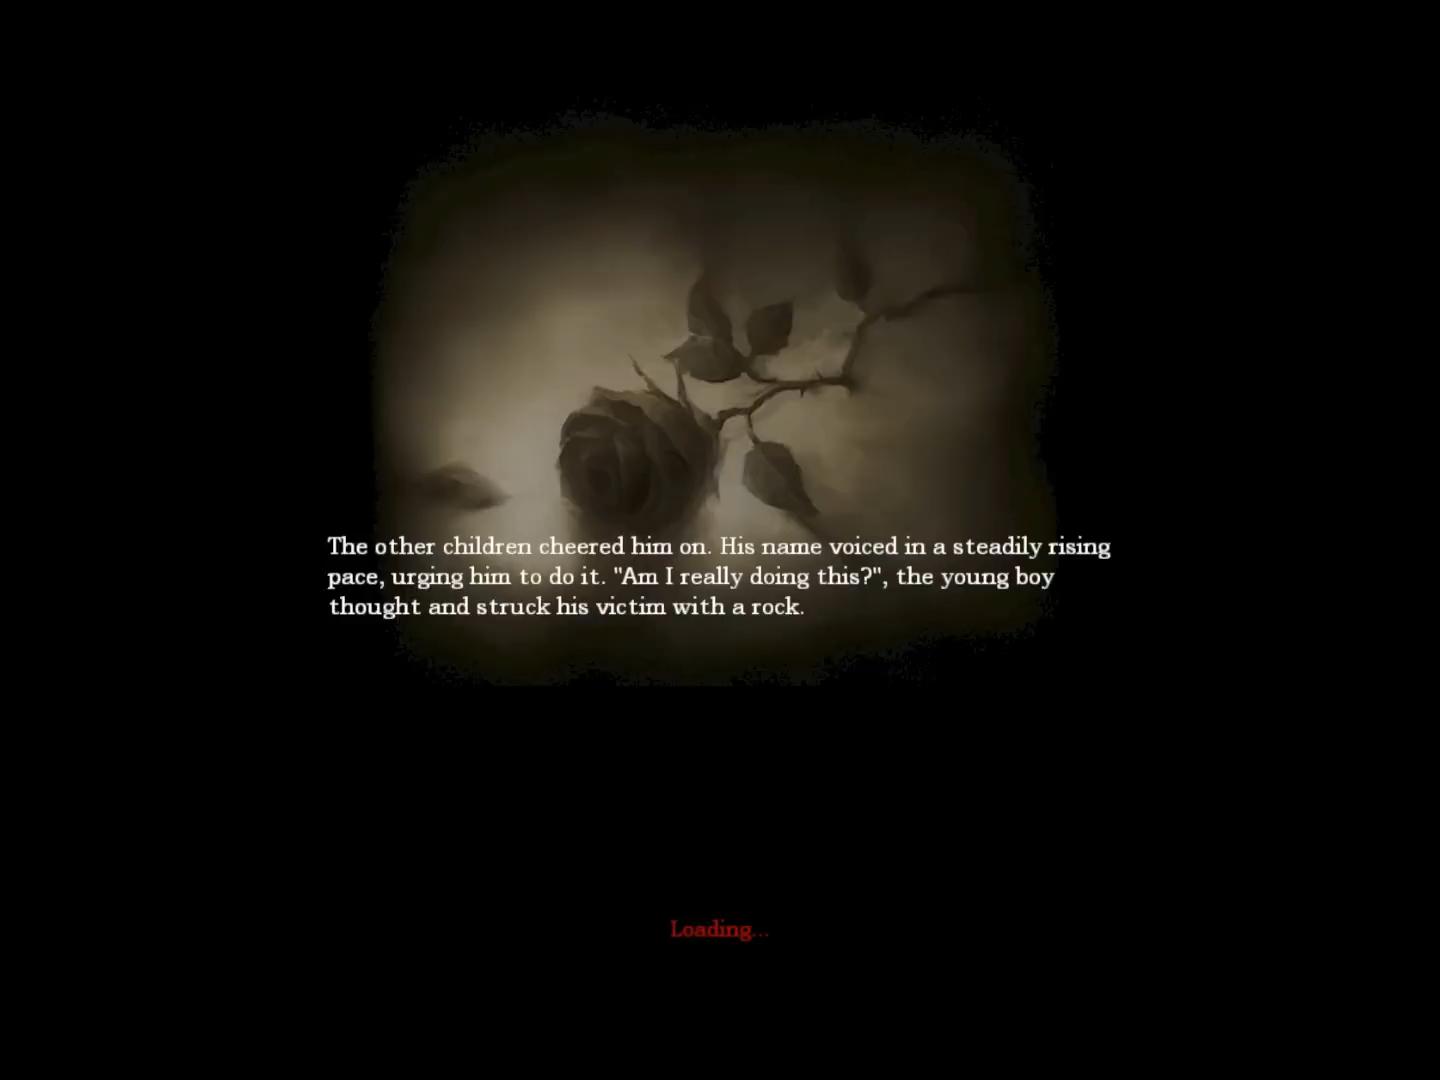 The other children cheered him on. His name voiced in a steadily rising
pace, urging him to do it. "Am I really doing this?", the young boy
thought and struck his victim with a rock.
Loading...